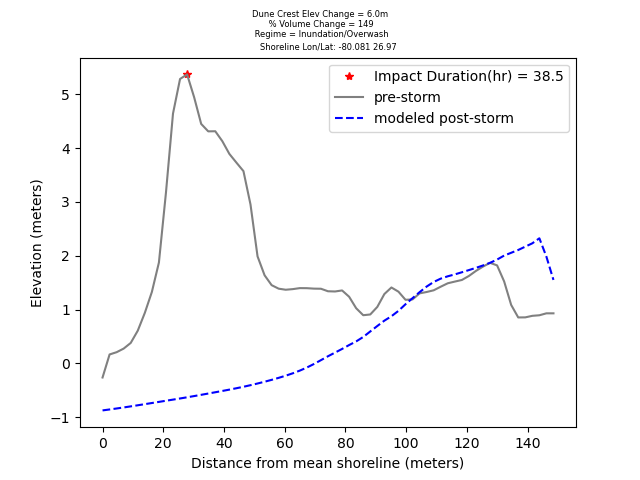 Dune Crest Elev Change = 6.0m
% Volume Change = 149
Regime = Inundation/Overwash
Shoreline Lon/Lat: -80.081 26.97
Impact Duration(hr) = 38.5
pre-storm
modeled post-storm
Elevation (meters)
5
4
3
2
1
0
−1
0 20 40 60 80 100 120 140
Distance from mean shoreline (meters)